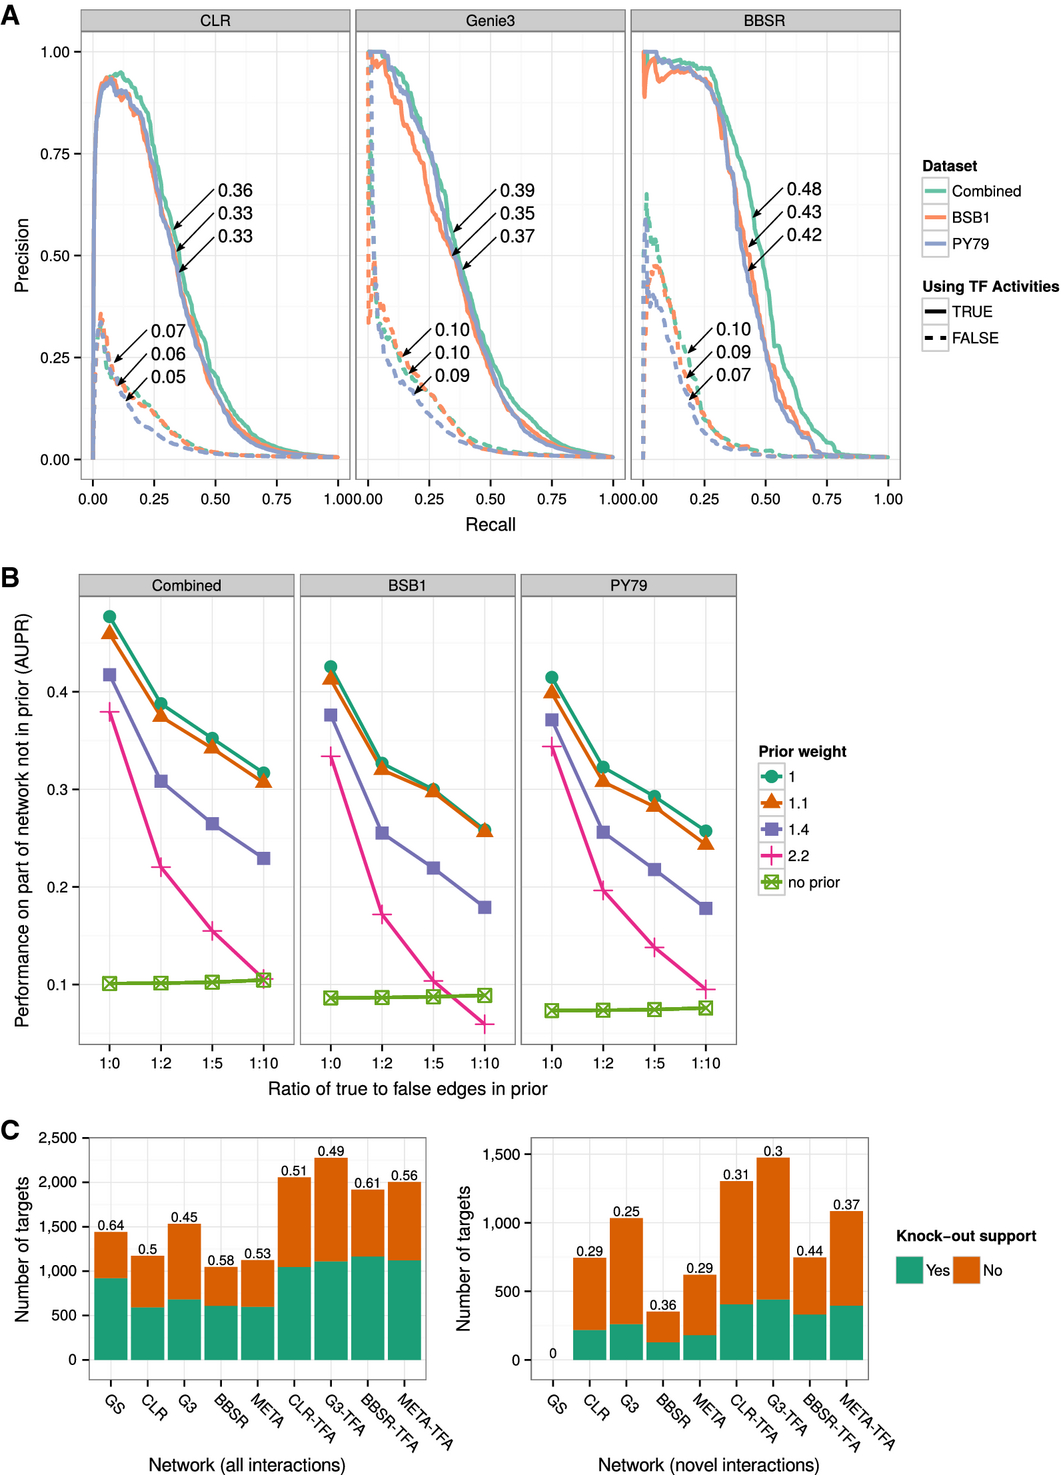 A
CLR
Genie3
BBSR
Precision
1.00
0.75
0.50
0.25
0.00
0.36
0.33
0.33
0.07
0.06
0.05
0.39
0.35
0.37
0.10
0.10
0.09
0.48
0.43
0.42
0.10
0.09
0.07
0.00 0.25 0.50 0.75 1.00
0.00 0.25 0.50 0.75 1.00
0.00 0.25 0.50 0.75 1.00
Recall
Dataset
Combined
BSB1
PY79
Using TF Activities
TRUE
FALSE
B
Combined
BSB1
PY79
Performance on part of network not in prior (AUPR)
0.4
0.3
0.2
0.1
1:0 1:2 1:5 1:10
1:0 1:2 1:5 1:10
1:0 1:2 1:5 1:10
Ratio of true to false edges in prior
Prior weight
1
1.1
1.4
2.2
no prior
C
Number of targets
2,500
2,000
1,500
1,000
500
0
0.64
0.5
0.45
0.58
0.53
0.51
0.49
0.61
0.56
GS
CLR
G3
BBSR
META
CLR-TFA
G3-TFA
BBSR-TFA
META-TFA
Network (all interactions)
Number of targets
1,500
1,000
500
0
0
0.29
0.25
0.36
0.29
0.31
0.3
0.44
0.37
GS
CLR
G3
BBSR
META
CLR-TFA
G3-TFA
BBSR-TFA
META-TFA
Network (novel interactions)
Knock-out support
Yes
No